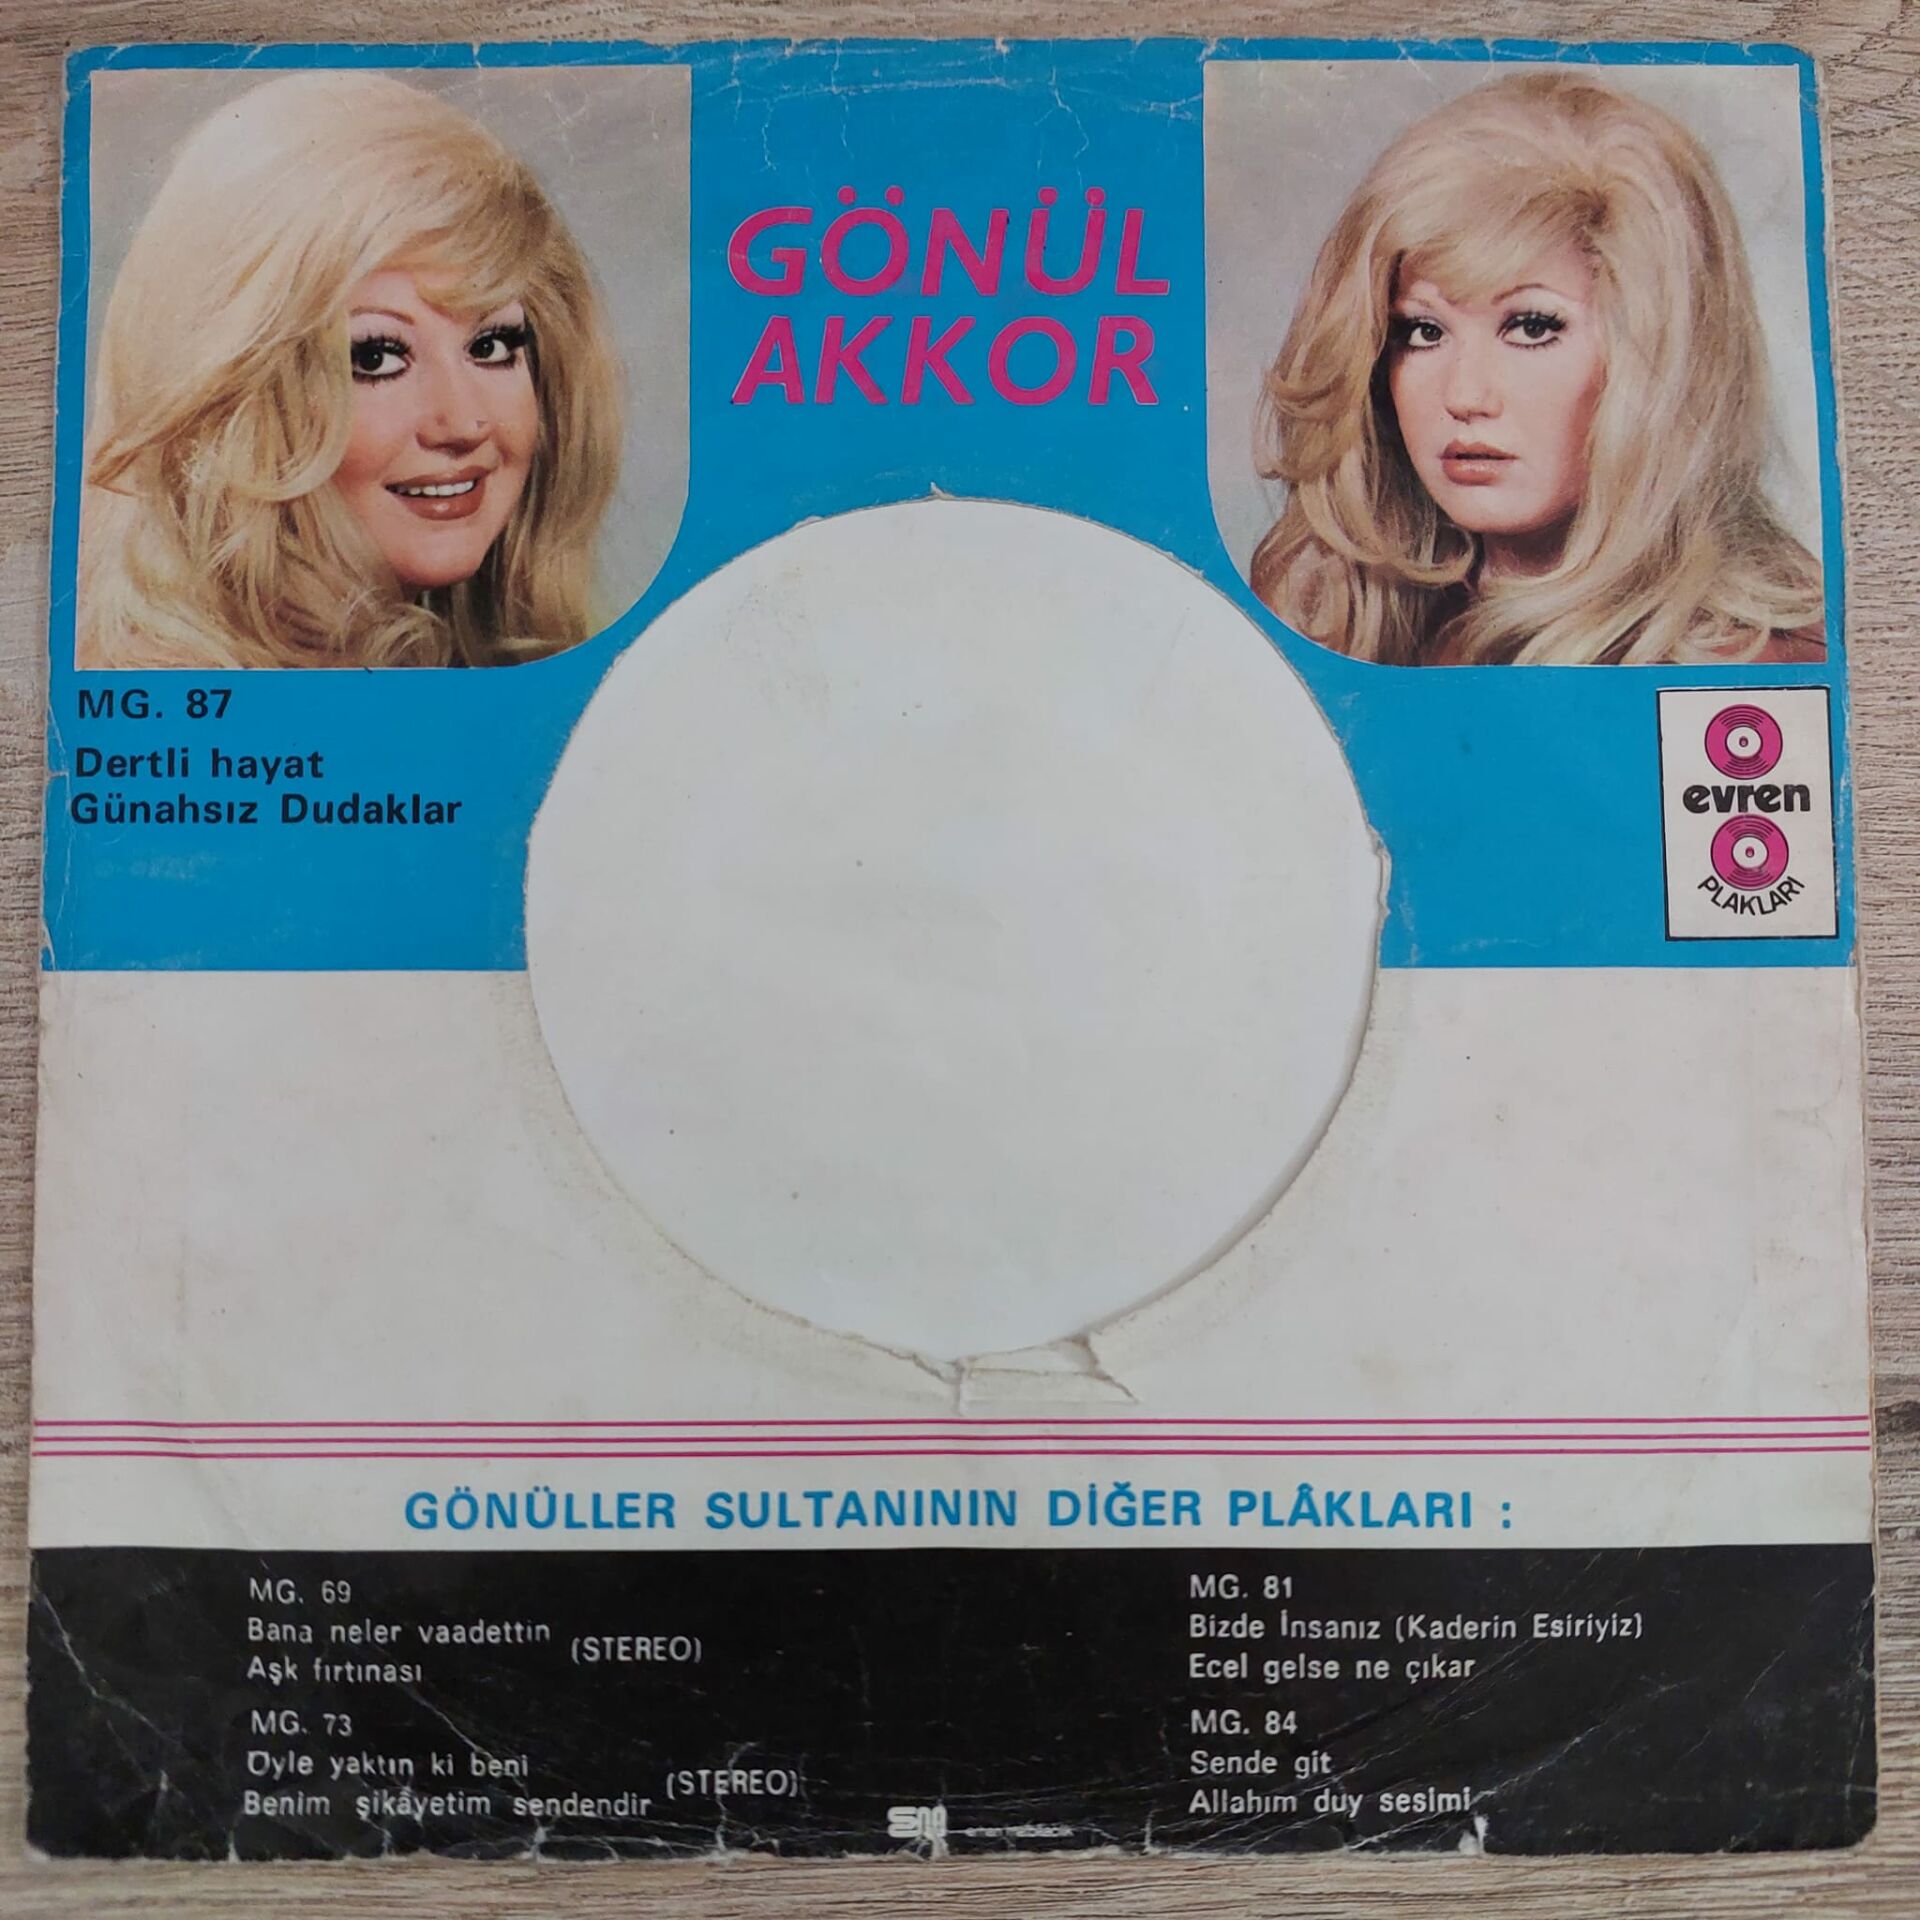 GÖNÜL
AKKOR
MG. 87
Dertli hayat
Günahsız Dudaklar
evren
PLAKLARI
GÖNÜLLER SULTANININ DİĞER PLÂKLARI :
MG. 69
Bana neler vaadettin
(STEREO)
Aşk fırtınası
MG. 73
Öyle yaktın ki beni
(STEREO)
Benim şikâyetim sendendir
MG. 81
Bizde İnsanız (Kaderin Esiriyiz)
Ecel gelse ne çıkar
MG. 84
Sende git
Allahım duy sesimi